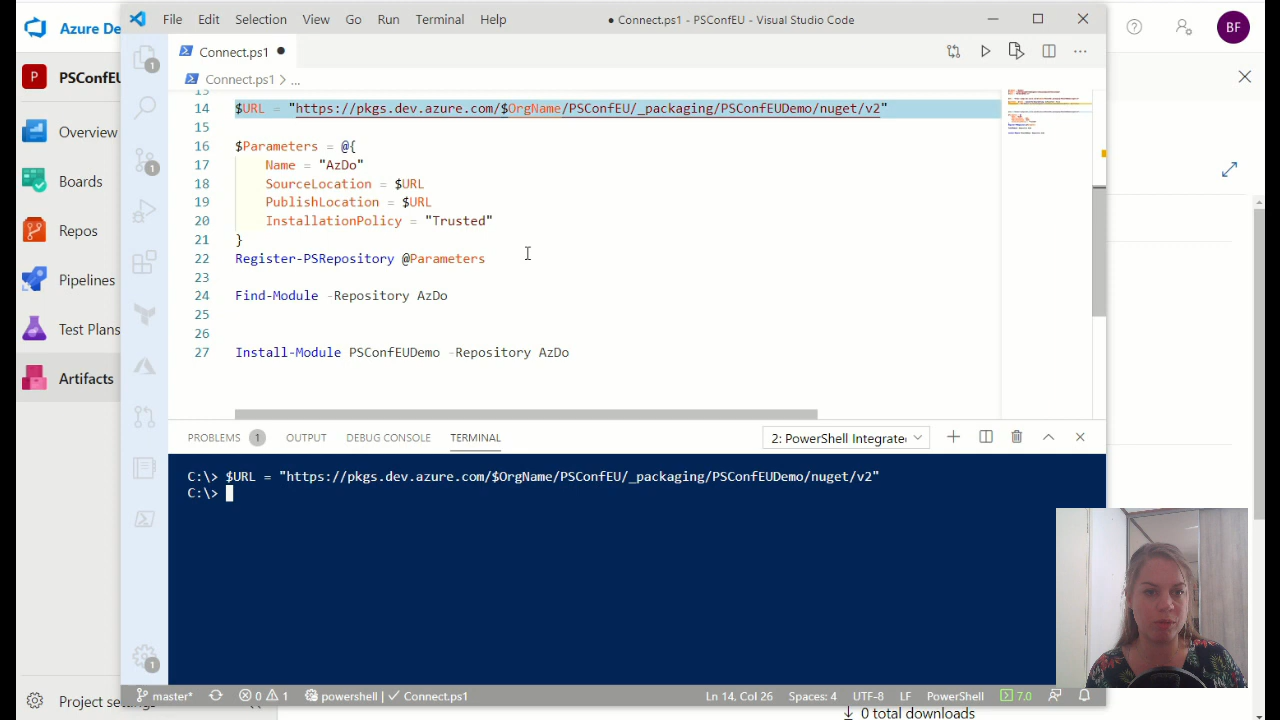 File Edit Selection View Go Run Terminal Help
● Connect.ps1 - PSConfEU - Visual Studio Code
Azure De
BF
Connect.ps1 ●
P PSConfEU
Connect.ps1 > ...
Overview
Boards
Repos
Pipelines
Test Plans
Artifacts
Project settings
1
1
1
13
14 $URL = "https://pkgs.dev.azure.com/$OrgName/PSConfEU/_packaging/PSConfEUDemo/nuget/v2"
15
16 $Parameters = @{
17     Name = "AzDo"
18     SourceLocation = $URL
19     PublishLocation = $URL
20     InstallationPolicy = "Trusted"
21 }
22 Register-PSRepository @Parameters
23
24 Find-Module -Repository AzDo
25
26
27 Install-Module PSConfEUDemo -Repository AzDo
PROBLEMS 1 OUTPUT DEBUG CONSOLE TERMINAL
2: PowerShell Integrate
C:\> $URL = "https://pkgs.dev.azure.com/$OrgName/PSConfEU/_packaging/PSConfEUDemo/nuget/v2"
C:\>
master* 0 1 powershell | ✓ Connect.ps1
Ln 14, Col 26 Spaces: 4 UTF-8 LF PowerShell 7.0
0 total downloads